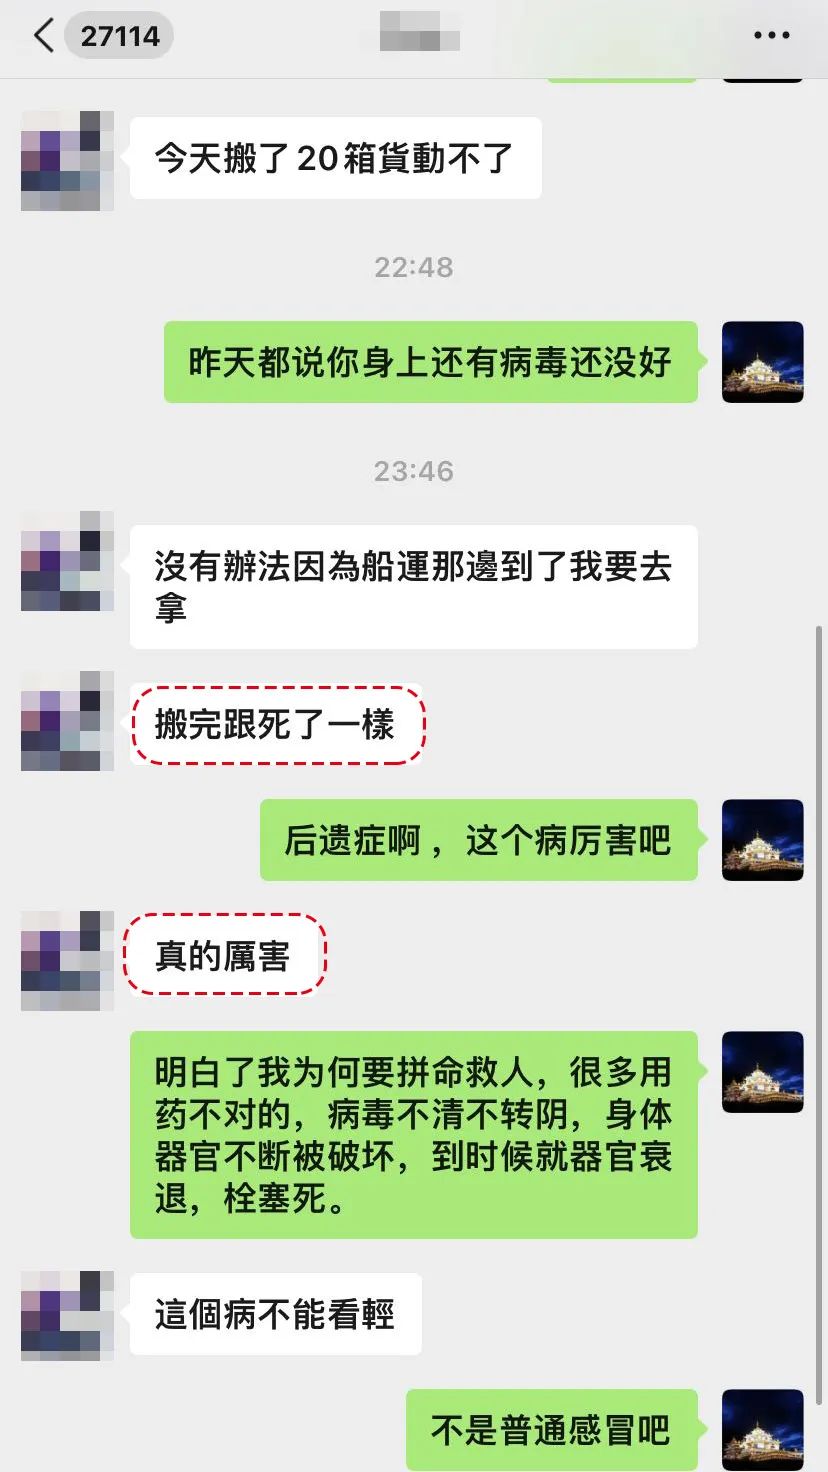 27114
今天搬了20箱貨動不了
22:48
昨天都说你身上还有病毒还没好
23:46
沒有辦法因為船運那邊到了我要去
拿
搬完跟死了一樣
后遗症啊，这个病厉害吧
真的厲害
明白了我为何要拼命救人，很多用
药不对的，病毒不清不转阴，身体
器官不断被破坏，到时候就器官衰
退，栓塞死。
這個病不能看輕
不是普通感冒吧